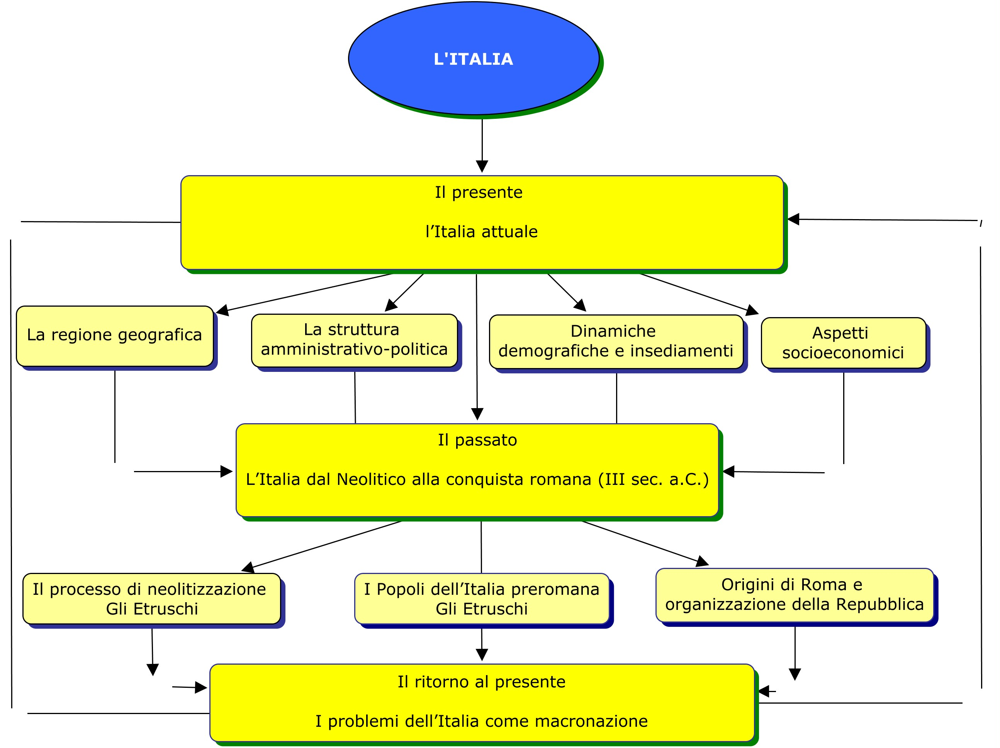 L'ITALIA
Il presente
l’Italia attuale
La regione geografica
La struttura
amministrativo-politica
Dinamiche
demografiche e insediamenti
Aspetti
socioeconomici
Il passato
L’Italia dal Neolitico alla conquista romana (III sec. a.C.)
Il processo di neolitizzazione
Gli Etruschi
I Popoli dell’Italia preromana
Gli Etruschi
Origini di Roma e
organizzazione della Repubblica
Il ritorno al presente
I problemi dell’Italia come macronazione